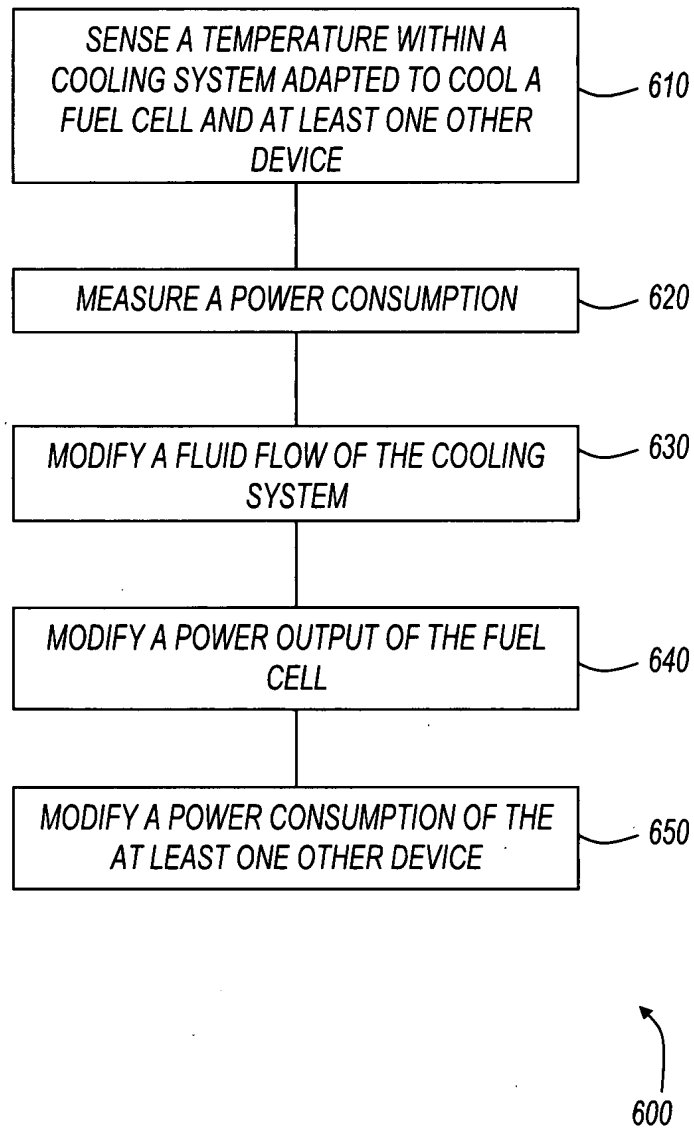 SENSE A TEMPERATURE WITHIN A
COOLING SYSTEM ADAPTED TO COOL A
FUEL CELL AND AT LEAST ONE OTHER
DEVICE
610
MEASURE A POWER CONSUMPTION
620
MODIFY A FLUID FLOW OF THE COOLING
SYSTEM
630
MODIFY A POWER OUTPUT OF THE FUEL
CELL
640
MODIFY A POWER CONSUMPTION OF THE
AT LEAST ONE OTHER DEVICE
650
600